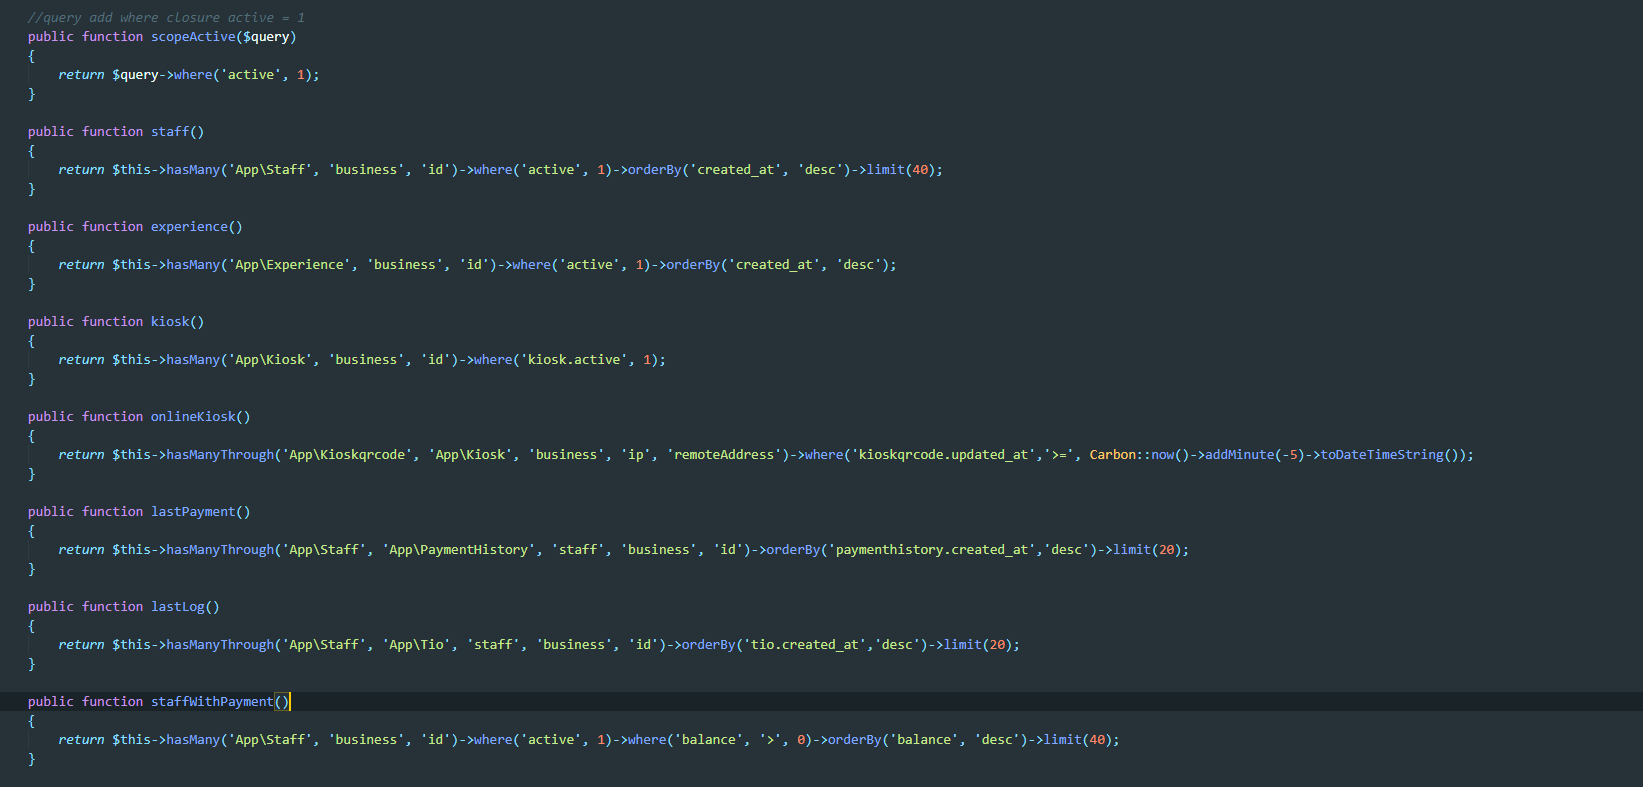 //query add where closure active = 1
public function scopeActive($query)
{
    return $query->where('active', 1);
}

public function staff()
{
    return $this->hasMany('App\Staff', 'business', 'id')->where('active', 1)->orderBy('created_at', 'desc')->limit(40);
}

public function experience()
{
    return $this->hasMany('App\Experience', 'business', 'id')->where('active', 1)->orderBy('created_at', 'desc');
}

public function kiosk()
{
    return $this->hasMany('App\Kiosk', 'business', 'id')->where('kiosk.active', 1);
}

public function onlineKiosk()
{
    return $this->hasManyThrough('App\Kioskqrcode', 'App\Kiosk', 'business', 'ip', 'remoteAddress')->where('kioskqrcode.updated_at','>=', Carbon::now()->addMinute(-5)->toDateTimeString());
}

public function lastPayment()
{
    return $this->hasManyThrough('App\Staff', 'App\PaymentHistory', 'staff', 'business', 'id')->orderBy('paymenthistory.created_at','desc')->limit(20);
}

public function lastLog()
{
    return $this->hasManyThrough('App\Staff', 'App\Tio', 'staff', 'business', 'id')->orderBy('tio.created_at','desc')->limit(20);
}

public function staffWithPayment()
{
    return $this->hasMany('App\Staff', 'business', 'id')->where('active', 1)->where('balance', '>', 0)->orderBy('balance', 'desc')->limit(40);
}